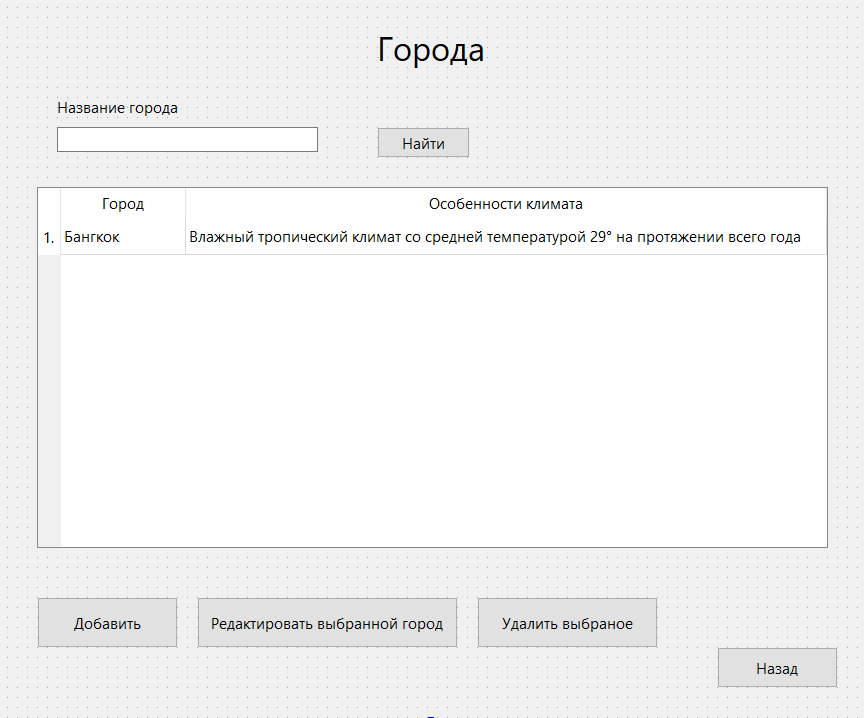 Города
Название города
Найти
Город Особенности климата
1. Бангкок Влажный тропический климат со средней температурой 29° на протяжении всего года
Добавить Редактировать выбранной город Удалить выбраное
Назад